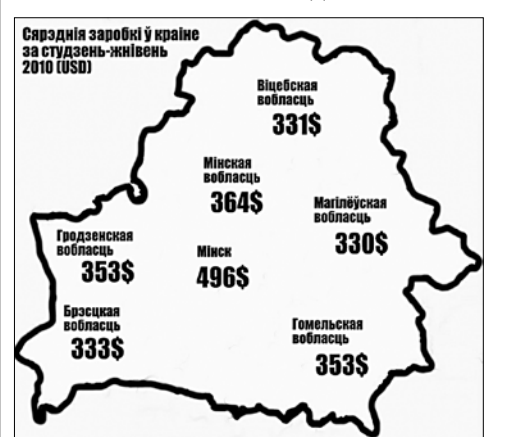 Сярэднія заробкі ў краіне
за студзень-жнівень
2010 (USD)
Віцебская
вобласць
331$
Мінская
вобласць
364$
Магілёўская
вобласць
330$
Гродзенская
вобласць
353$
Мінск
496$
Брэсцкая
вобласць
333$
Гомельская
вобласць
353$